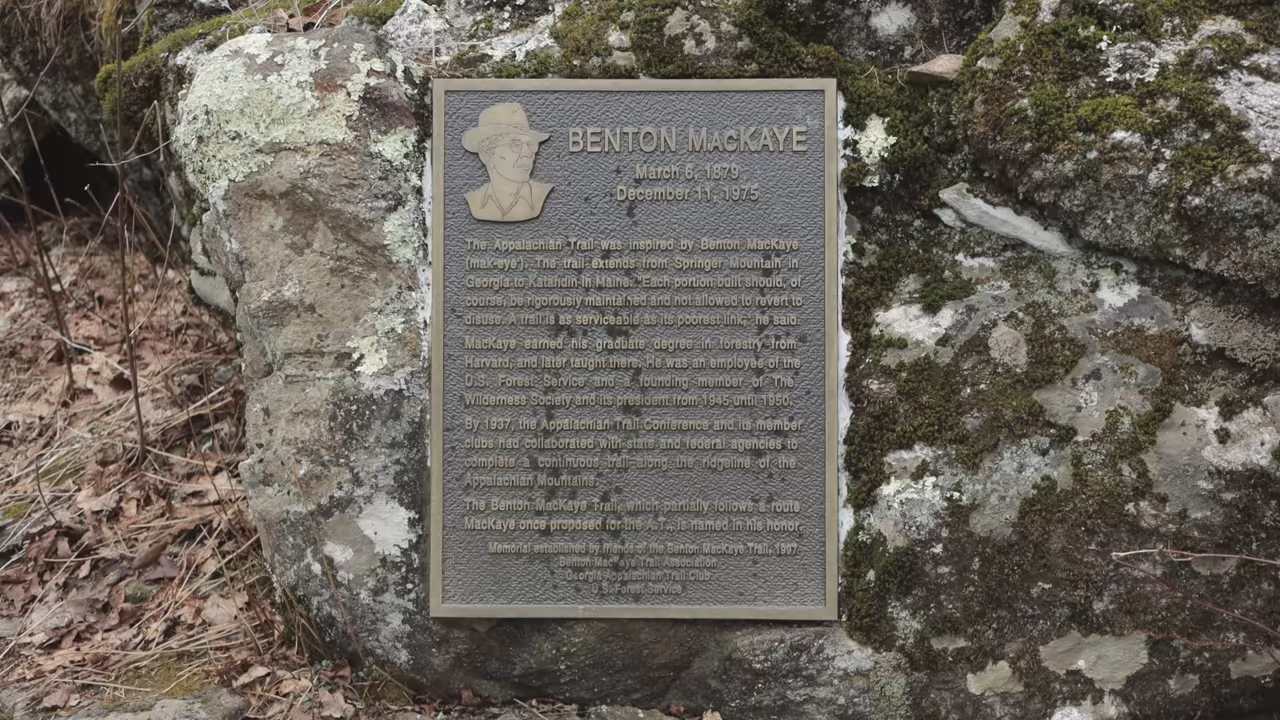 BENTON MACKAYE
March 6, 1879
December 11, 1975
The Appalachian Trail was inspired by Benton MacKaye
(mak-eye'). The trail extends from Springer Mountain in
Georgia to Katahdin in Maine. "Each portion built should, of
course, be rigorously maintained and not allowed to revert to
disuse. A trail is as serviceable as its poorest link," he said.
MacKaye earned his graduate degree in forestry from
Harvard, and later taught there. He was an employee of the
U.S. Forest Service and a founding member of The
Wilderness Society and its president from 1945 until 1950.
By 1937, the Appalachian Trail Conference and its member
clubs had collaborated with state and federal agencies to
complete a continuous trail along the ridgeline of the
Appalachian Mountains.
The Benton MacKaye Trail, which partially follows a route
MacKaye once proposed for the A.T., is named in his honor.
Memorial established by friends of the Benton MacKaye Trail, 1997
Benton MacKaye Trail Association
Georgia Appalachian Trail Club
U.S. Forest Service